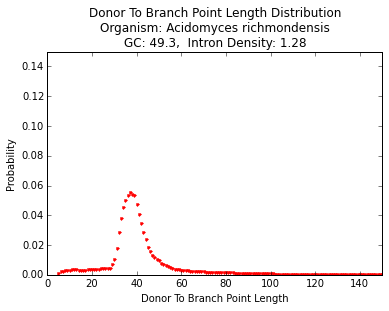 Donor To Branch Point Length Distribution
Organism: Acidomyces richmondensis
GC: 49.3,  Intron Density: 1.28
0.14
0.12
0.10
0.08
0.06
0.04
0.02
0.00
Probability
0 20 40 60 80 100 120 140
Donor To Branch Point Length